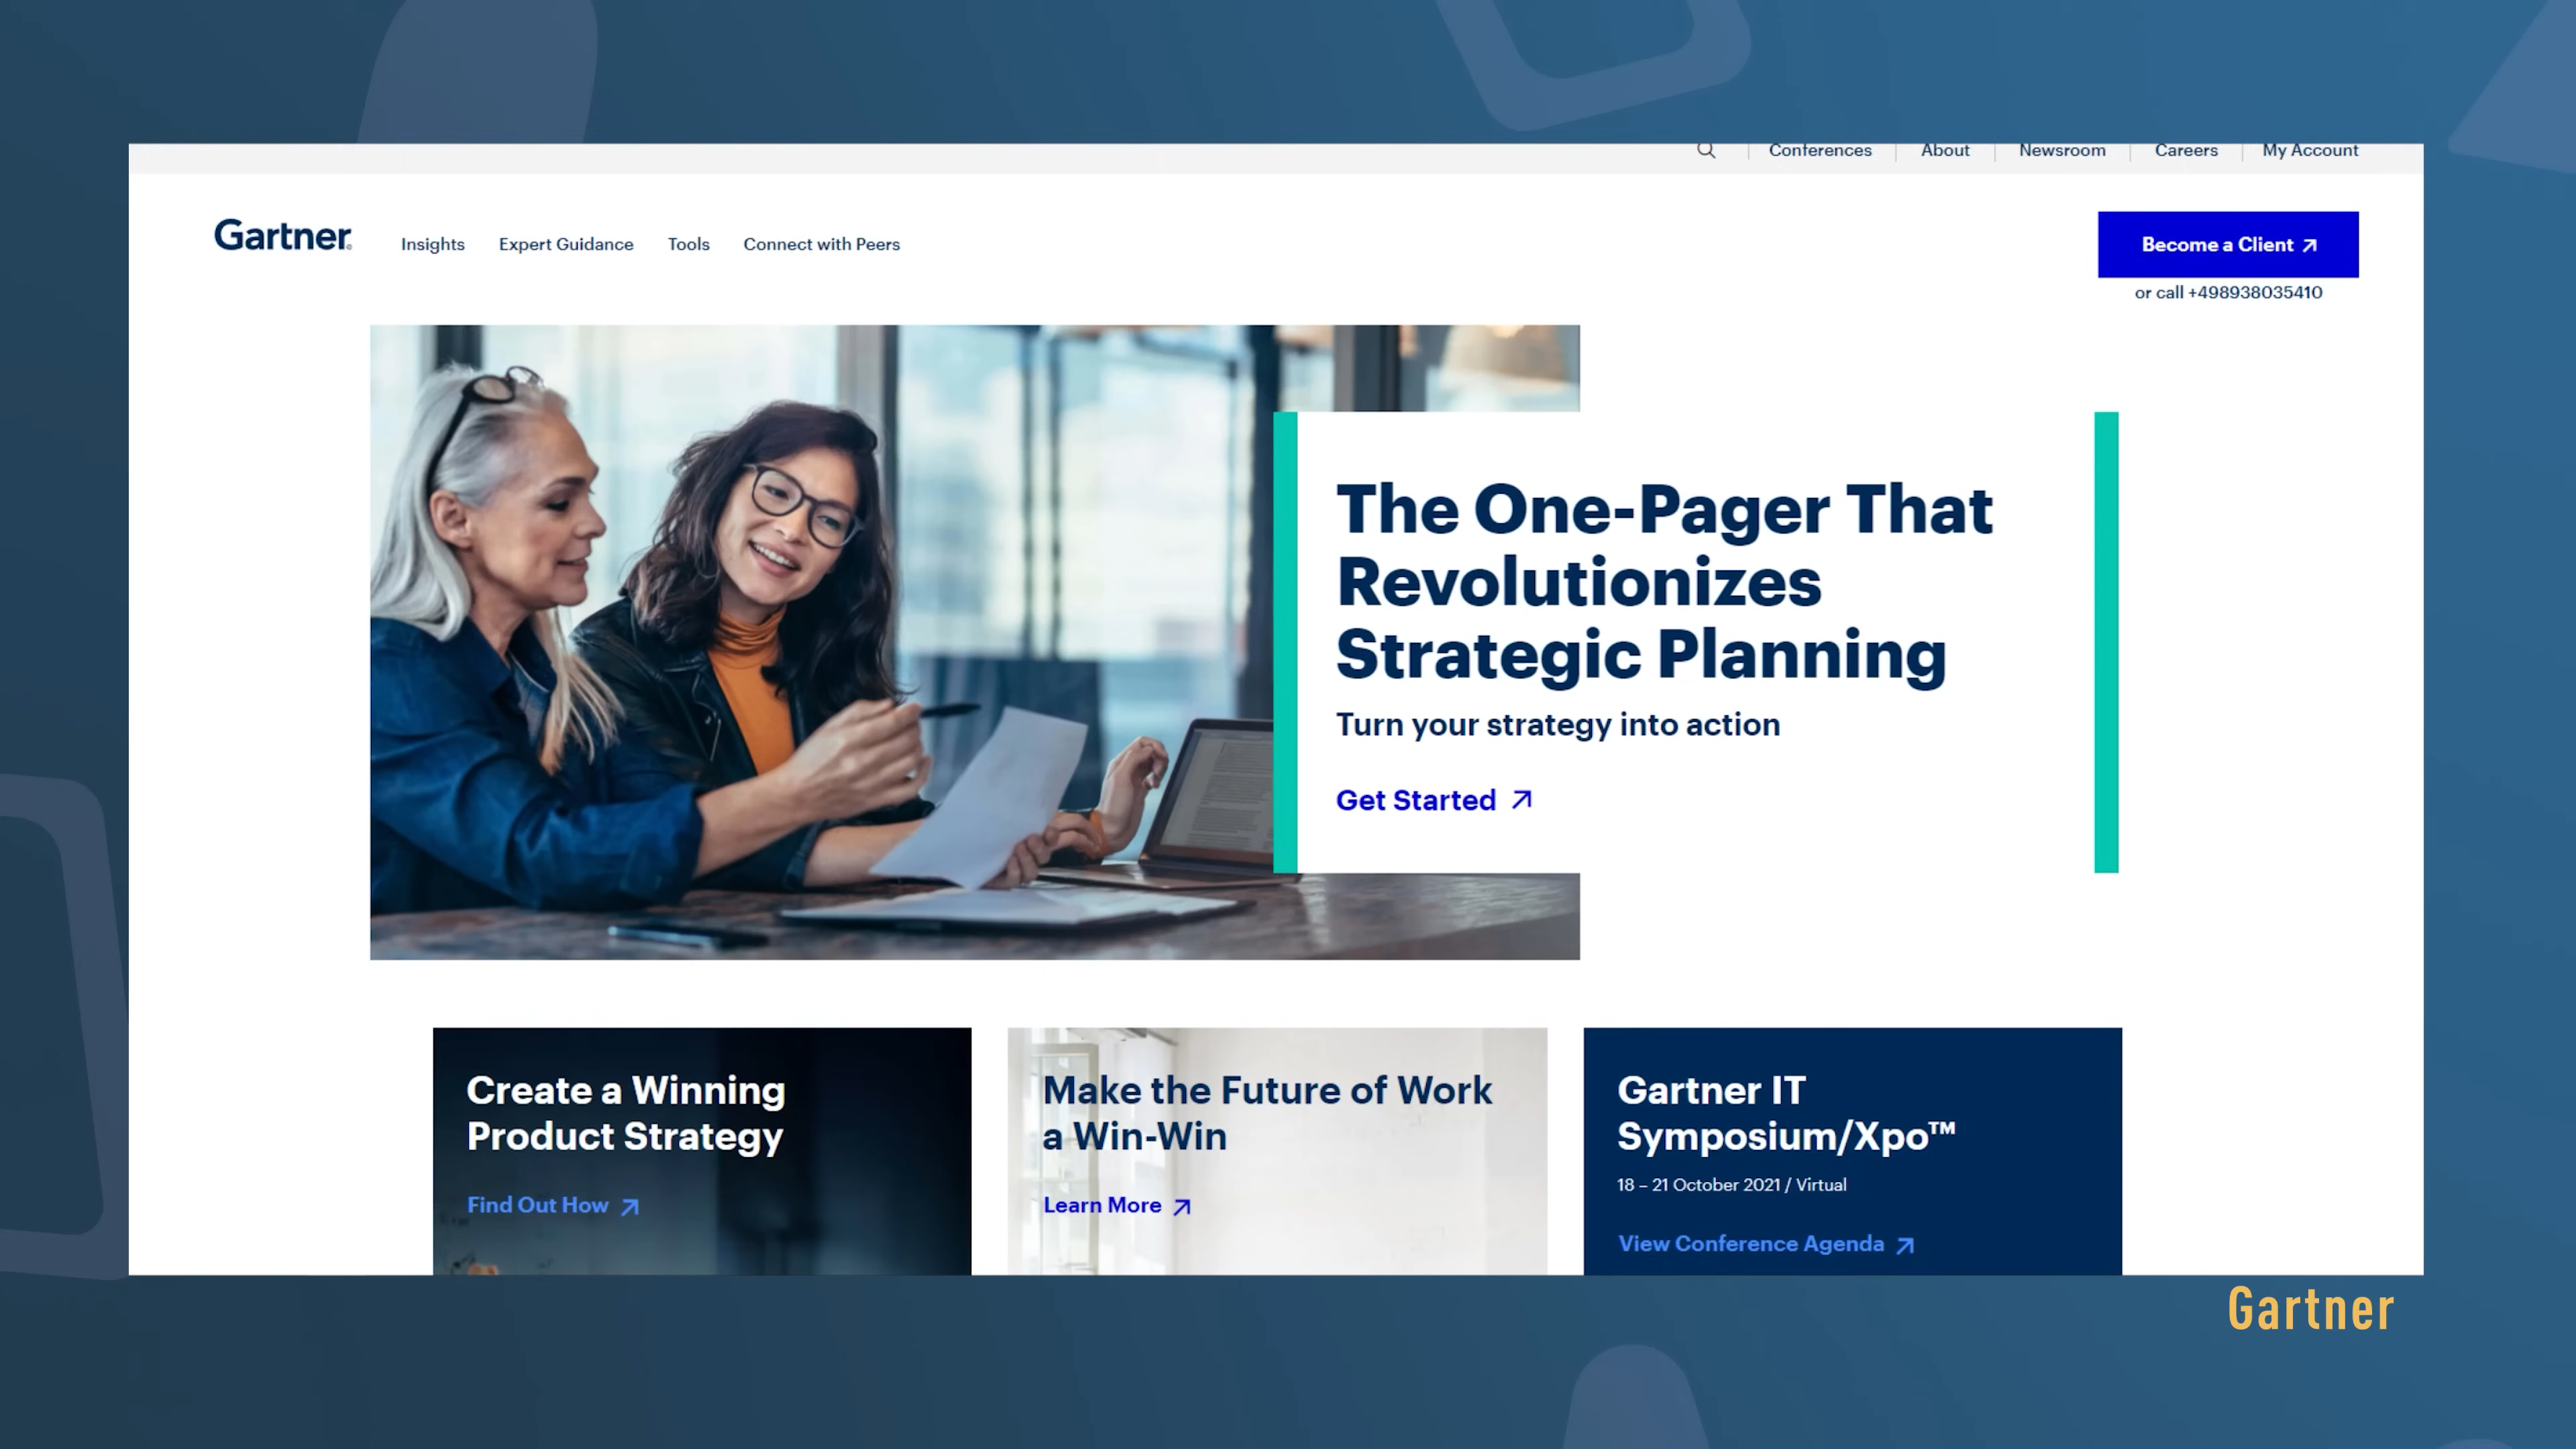 Conferences
About
Newsroom
Careers
My Account
Gartner
Insights
Expert Guidance
Tools
Connect with Peers
Become a Client
or call +498938035410
The One-Pager That
Revolutionizes
Strategic Planning
Turn your strategy into action
Get Started
Create a Winning
Product Strategy
Find Out How
Make the Future of Work
a Win-Win
Learn More
Gartner IT
Symposium/Xpo™
18 – 21 October 2021 / Virtual
View Conference Agenda
Gartner